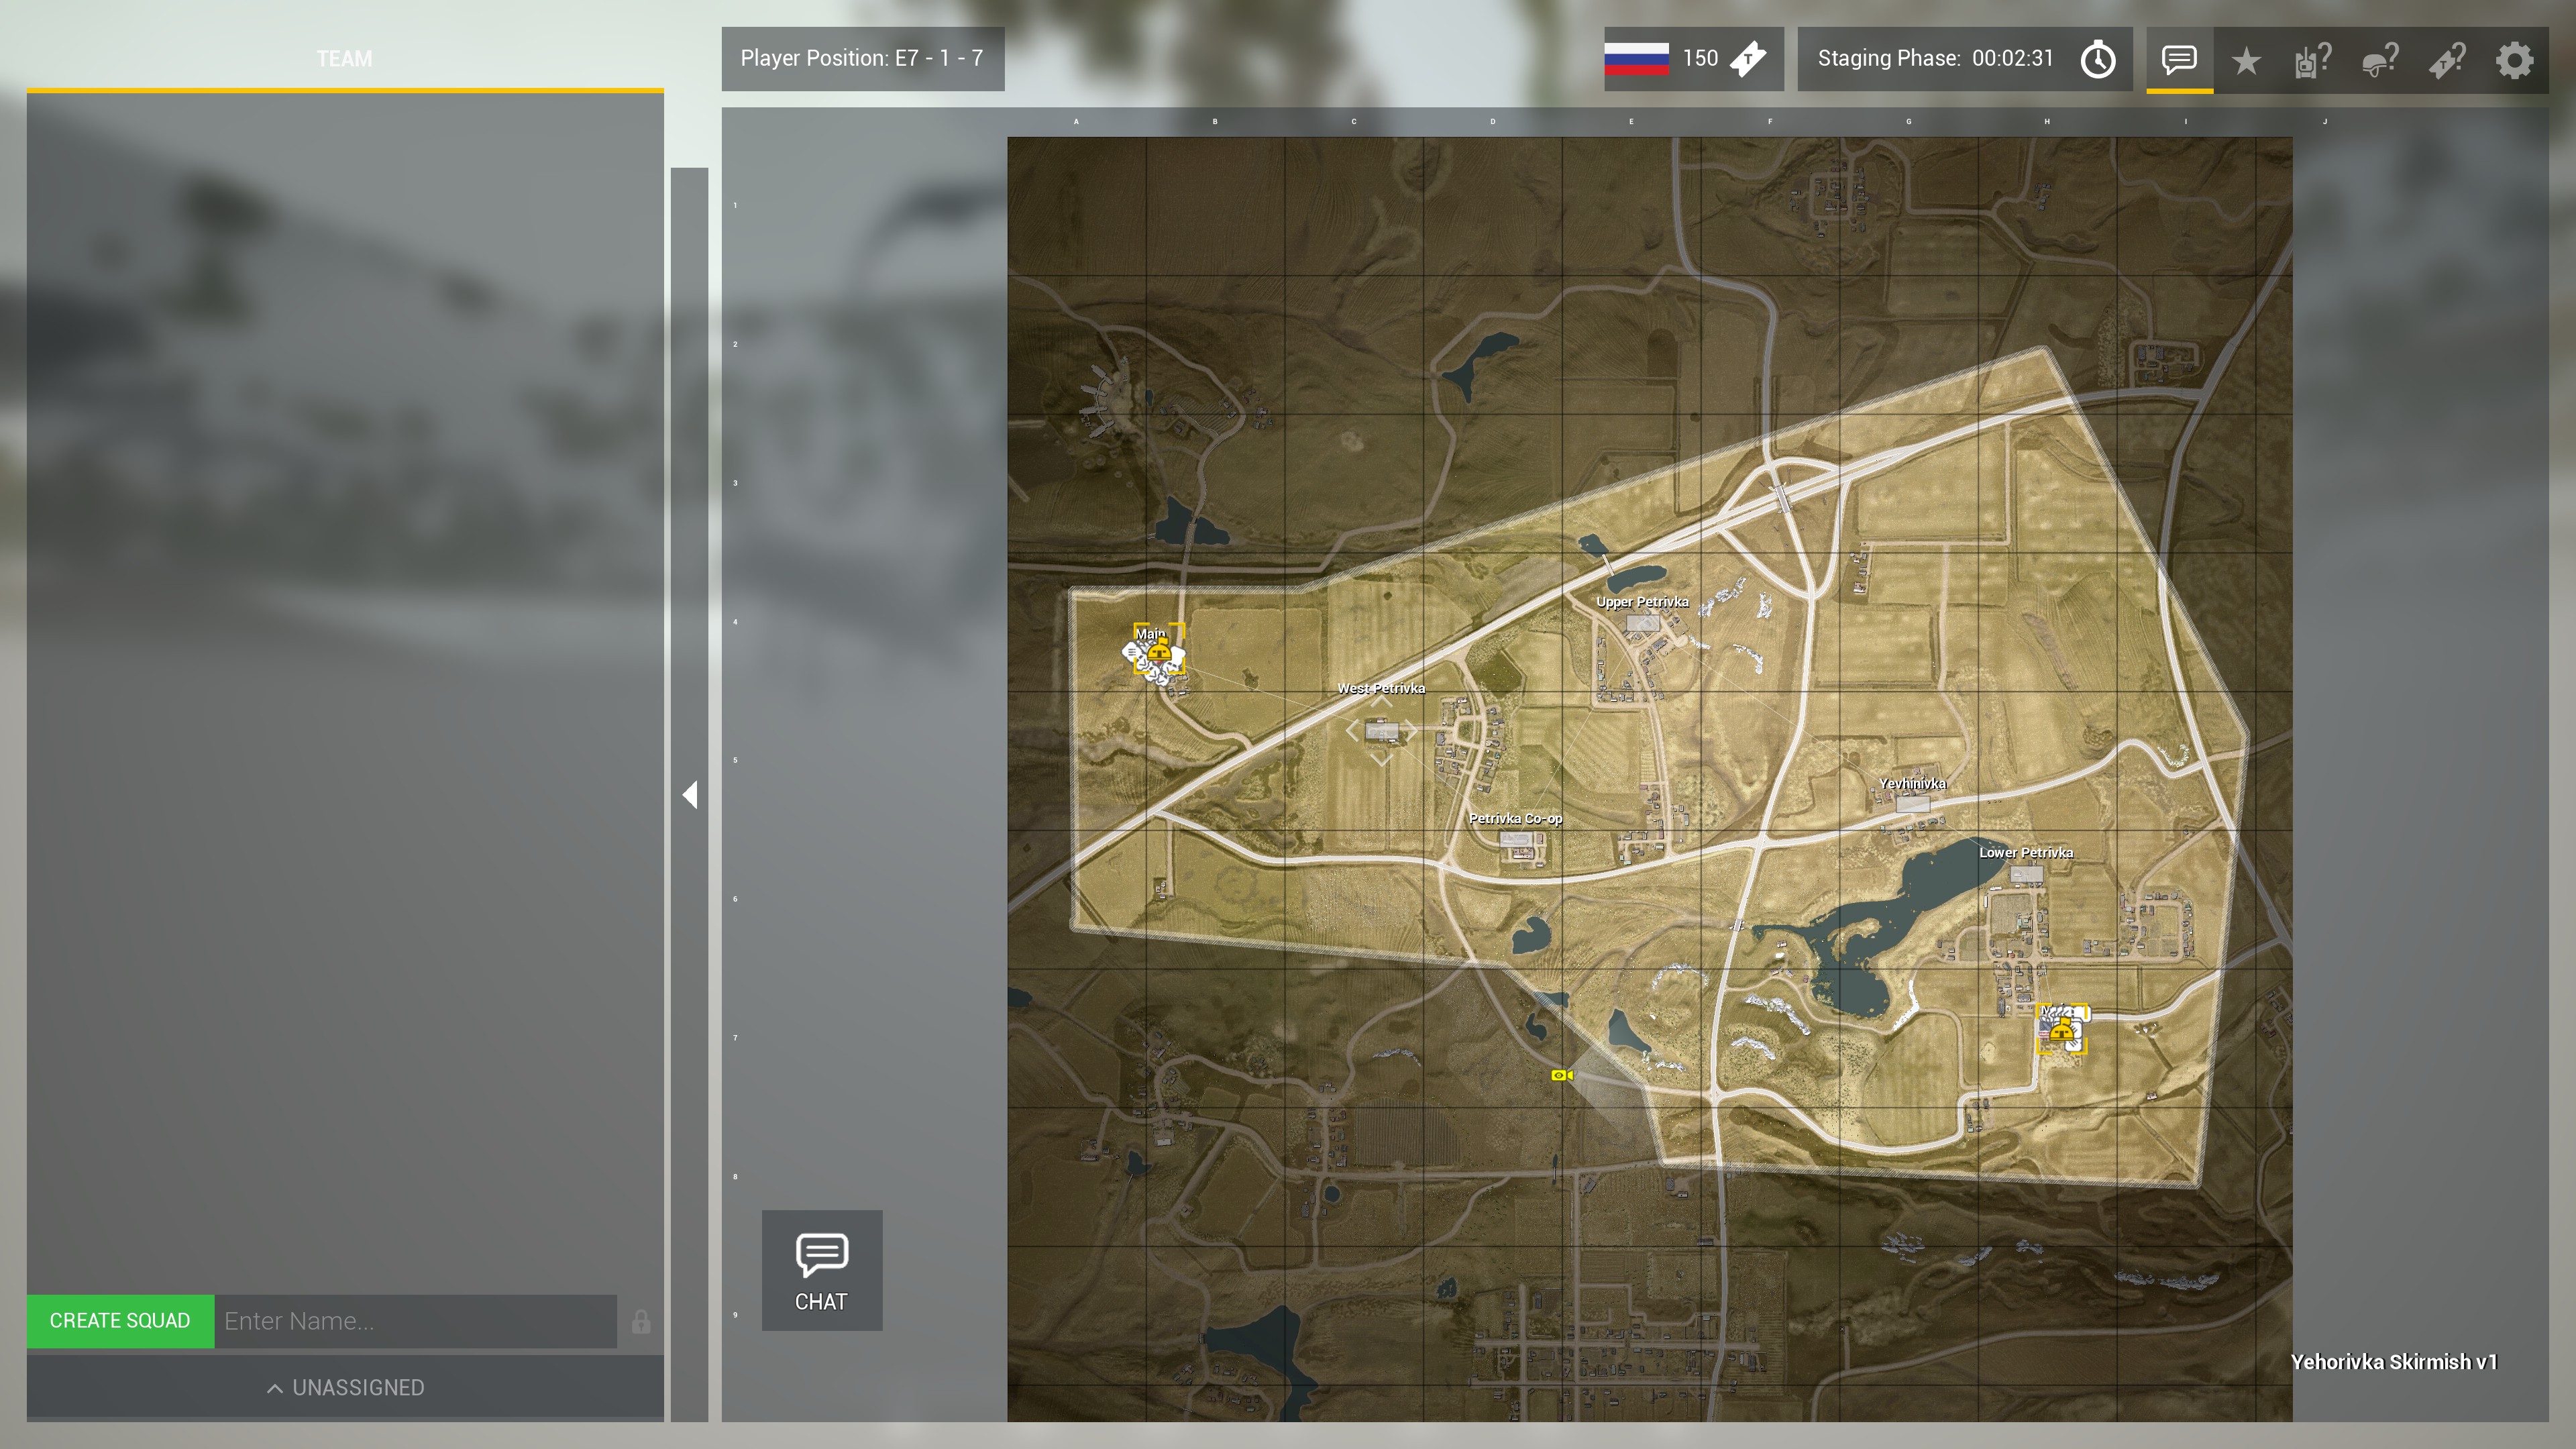 TEAM
Player Position: E7 - 1 - 7
150
T
Staging Phase: 00:02:31
?
?
T?
A B C D E F G H I J
1
2
3
4
5
6
7
8
9
Upper Petrivka
Main
West Petrivka
Yevhinivka
Petrivka Co-op
Lower Petrivka
CHAT
CREATE SQUAD
Enter Name...
UNASSIGNED
Yehorivka Skirmish v1